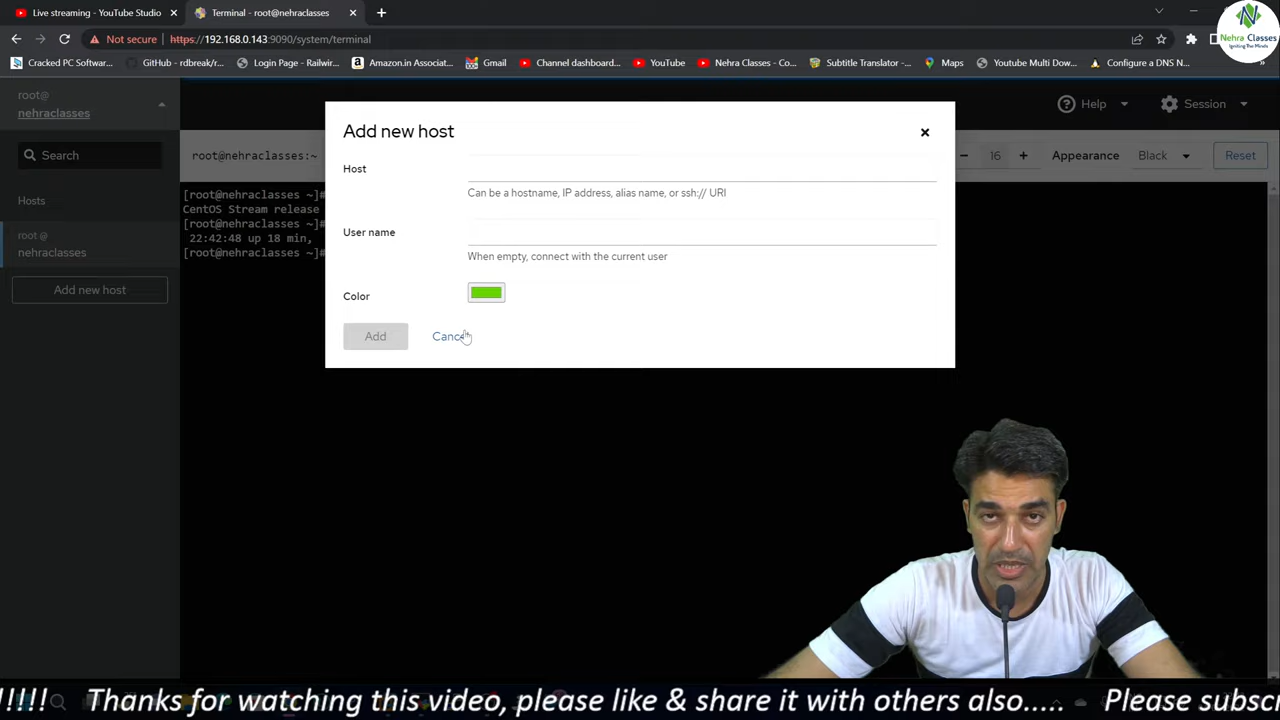 Live streaming - YouTube Studio
Terminal - root@nehraclasses
Not secure
https://192.168.0.143:9090/system/terminal
Cracked PC Softwar...
GitHub - rdbreak/r...
Login Page - Railwir...
Amazon.in Associat...
Gmail
Channel dashboard...
YouTube
Nehra Classes - Co...
Subtitle Translator -...
Maps
Youtube Multi Dow...
Configure a DNS N...
»
Nehra Classes
Igniting The Minds
root@
nehraclasses
Help
Session
Search
root@nehraclasses:~
16
Appearance
Black
Reset
Hosts
root @
nehraclasses
Add new host
[root@nehraclasses ~]#
CentOS Stream release
[root@nehraclasses ~]#
22:42:48 up 18 min,
[root@nehraclasses ~]#
Add new host
Host
Can be a hostname, IP address, alias name, or ssh:// URI
User name
When empty, connect with the current user
Color
Add
Cancel
!!!!! Thanks for watching this video, please like & share it with others also..... Please subsc